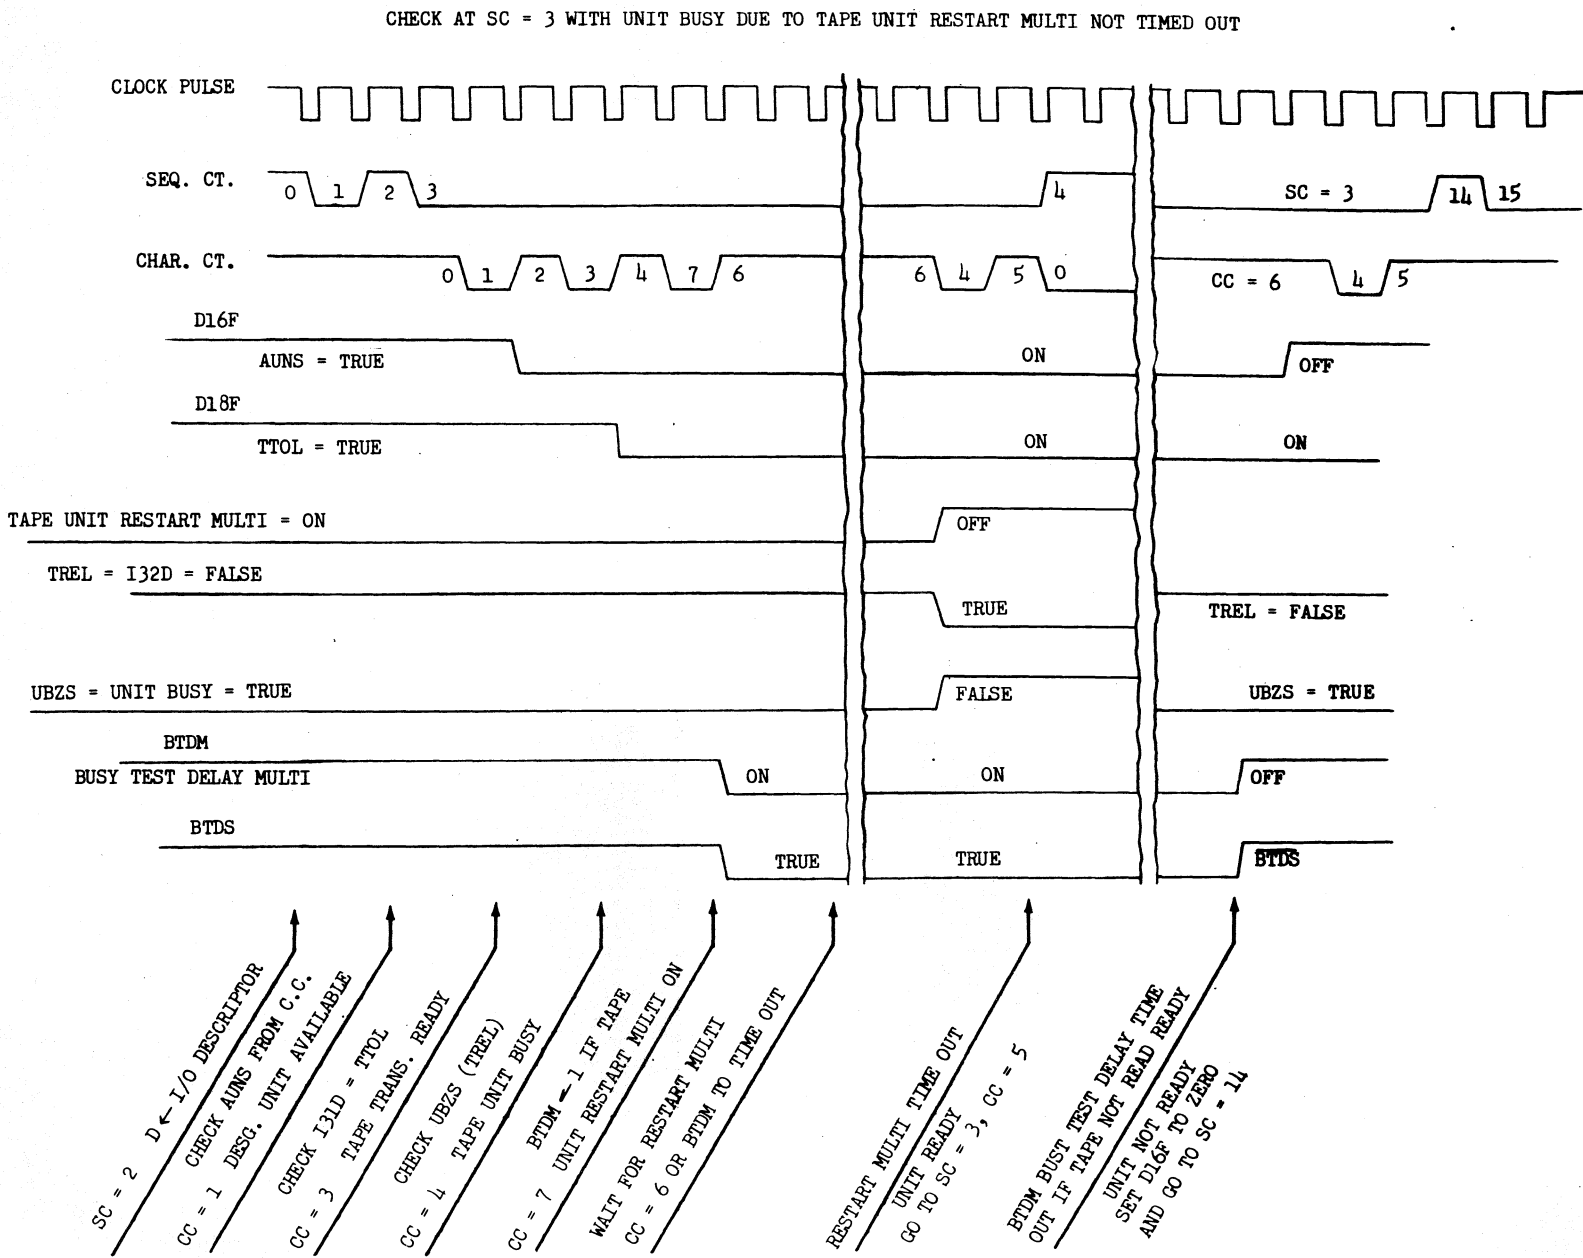 CHECK AT SC = 3 WITH UNIT BUSY DUE TO TAPE UNIT RESTART MULTI NOT TIMED OUT
CLOCK PULSE
SEQ. CT.
0 1 2 3
4
SC = 3
14 15
CHAR. CT.
0 1 2 3 4 7 6
6 4 5 0
CC = 6
4 5
D16F
AUNS = TRUE
ON
OFF
D18F
TTOL = TRUE
ON
ON
TAPE UNIT RESTART MULTI = ON
OFF
TREL = I32D = FALSE
TRUE
TREL = FALSE
UBZS = UNIT BUSY = TRUE
FALSE
UBZS = TRUE
BTDM
BUSY TEST DELAY MULTI
ON
ON
OFF
BTDS
TRUE
TRUE
BTDS
SC = 2 D ← I/O DESCRIPTOR
CHECK AUNS FROM C.C.
CC = 1 DESG. UNIT AVAILABLE
CHECK I31D = TTOL
CC = 3 TAPE TRANS. READY
CHECK UBZS (TREL)
CC = 4 TAPE UNIT BUSY
BTDM ← 1 IF TAPE
CC = 7 UNIT RESTART MULTI ON
WAIT FOR RESTART MULTI
CC = 6 OR BTDM TO TIME OUT
RESTART MULTI TIME OUT
UNIT READY
GO TO SC = 3, CC = 5
BTDM BUST TEST DELAY TIME
OUT IF TAPE NOT READ READY
UNIT NOT READY
SET D16F TO ZERO
AND GO TO SC = 14